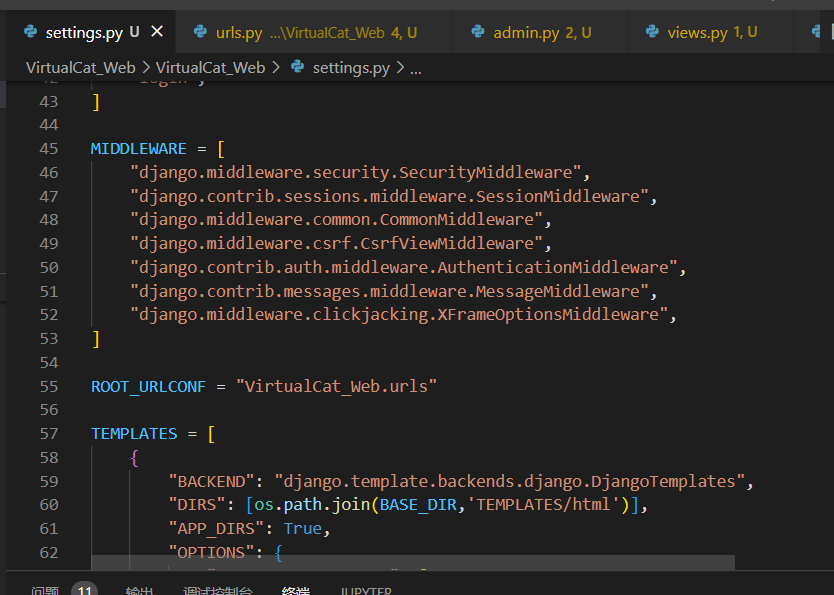 settings.py U ✕ urls.py ...\VirtualCat_Web 4, U admin.py 2, U views.py 1, U
VirtualCat_Web > VirtualCat_Web > settings.py > ...
43 ]
44
45 MIDDLEWARE = [
46 "django.middleware.security.SecurityMiddleware",
47 "django.contrib.sessions.middleware.SessionMiddleware",
48 "django.middleware.common.CommonMiddleware",
49 "django.middleware.csrf.CsrfViewMiddleware",
50 "django.contrib.auth.middleware.AuthenticationMiddleware",
51 "django.contrib.messages.middleware.MessageMiddleware",
52 "django.middleware.clickjacking.XFrameOptionsMiddleware",
53 ]
54
55 ROOT_URLCONF = "VirtualCat_Web.urls"
56
57 TEMPLATES = [
58 {
59 "BACKEND": "django.template.backends.django.DjangoTemplates",
60 "DIRS": [os.path.join(BASE_DIR,'TEMPLATES/html')],
61 "APP_DIRS": True,
62 "OPTIONS": {
问题 11 输出 调试控制台 终端 JUPYTER